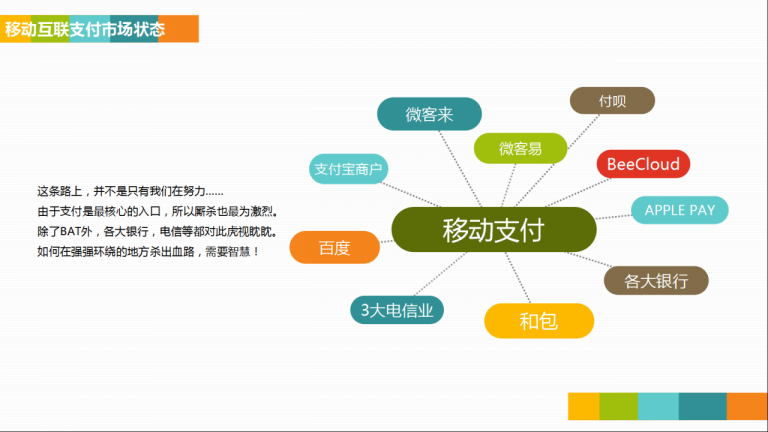 移动互联支付市场状态
付呗
微客来
微客易
BeeCloud
支付宝商户
这条路上，并不是只有我们在努力……
由于支付是最核心的入口，所以厮杀也最为激烈。
除了BAT外，各大银行，电信等都对此虎视眈眈。
如何在强强环绕的地方杀出血路，需要智慧！
APPLE PAY
移动支付
百度
各大银行
3大电信业
和包